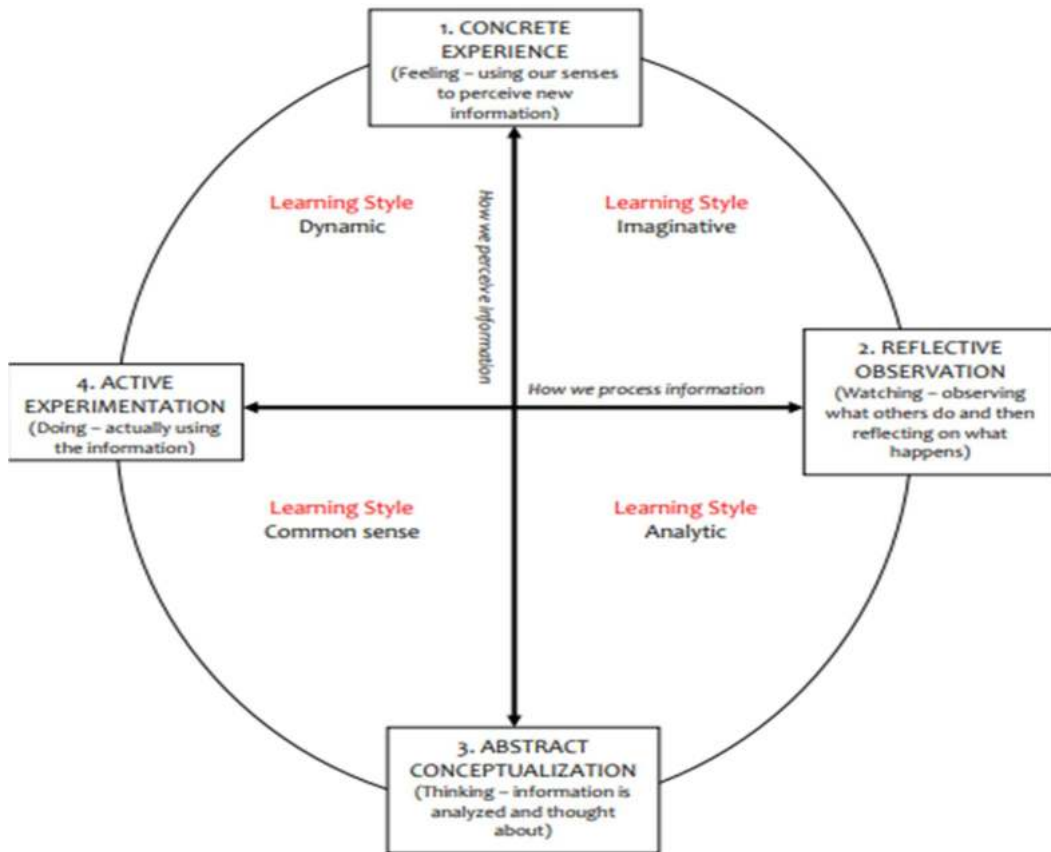 1. CONCRETE
EXPERIENCE
(Feeling – using our senses
to perceive new
information)
Learning Style
Dynamic
Learning Style
Imaginative
How we perceive information
How we process information
4. ACTIVE
EXPERIMENTATION
(Doing – actually using
the information)
2. REFLECTIVE
OBSERVATION
(Watching – observing
what others do and then
reflecting on what
happens)
Learning Style
Common sense
Learning Style
Analytic
3. ABSTRACT
CONCEPTUALIZATION
(Thinking – information is
analyzed and thought
about)